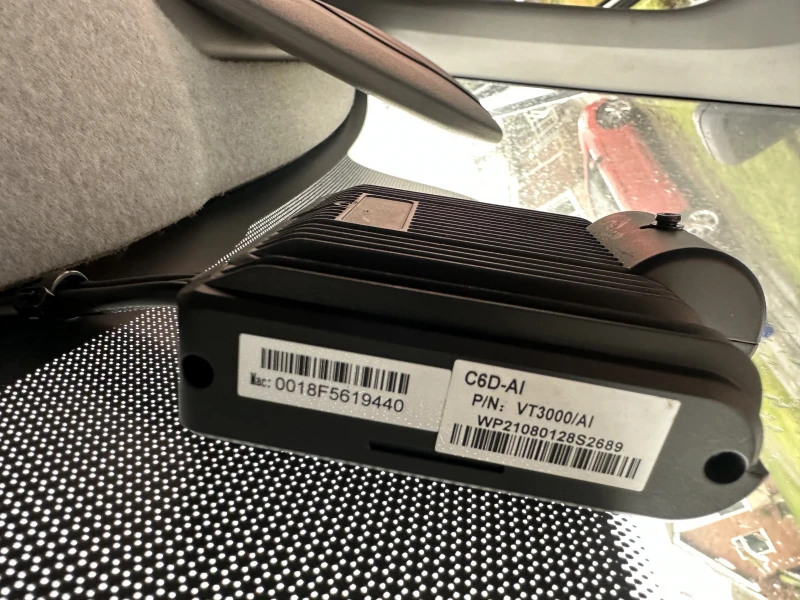 Mac: 0018F5619440
C6D-AI
P/N: VT3000/AI
WP21080128S2689